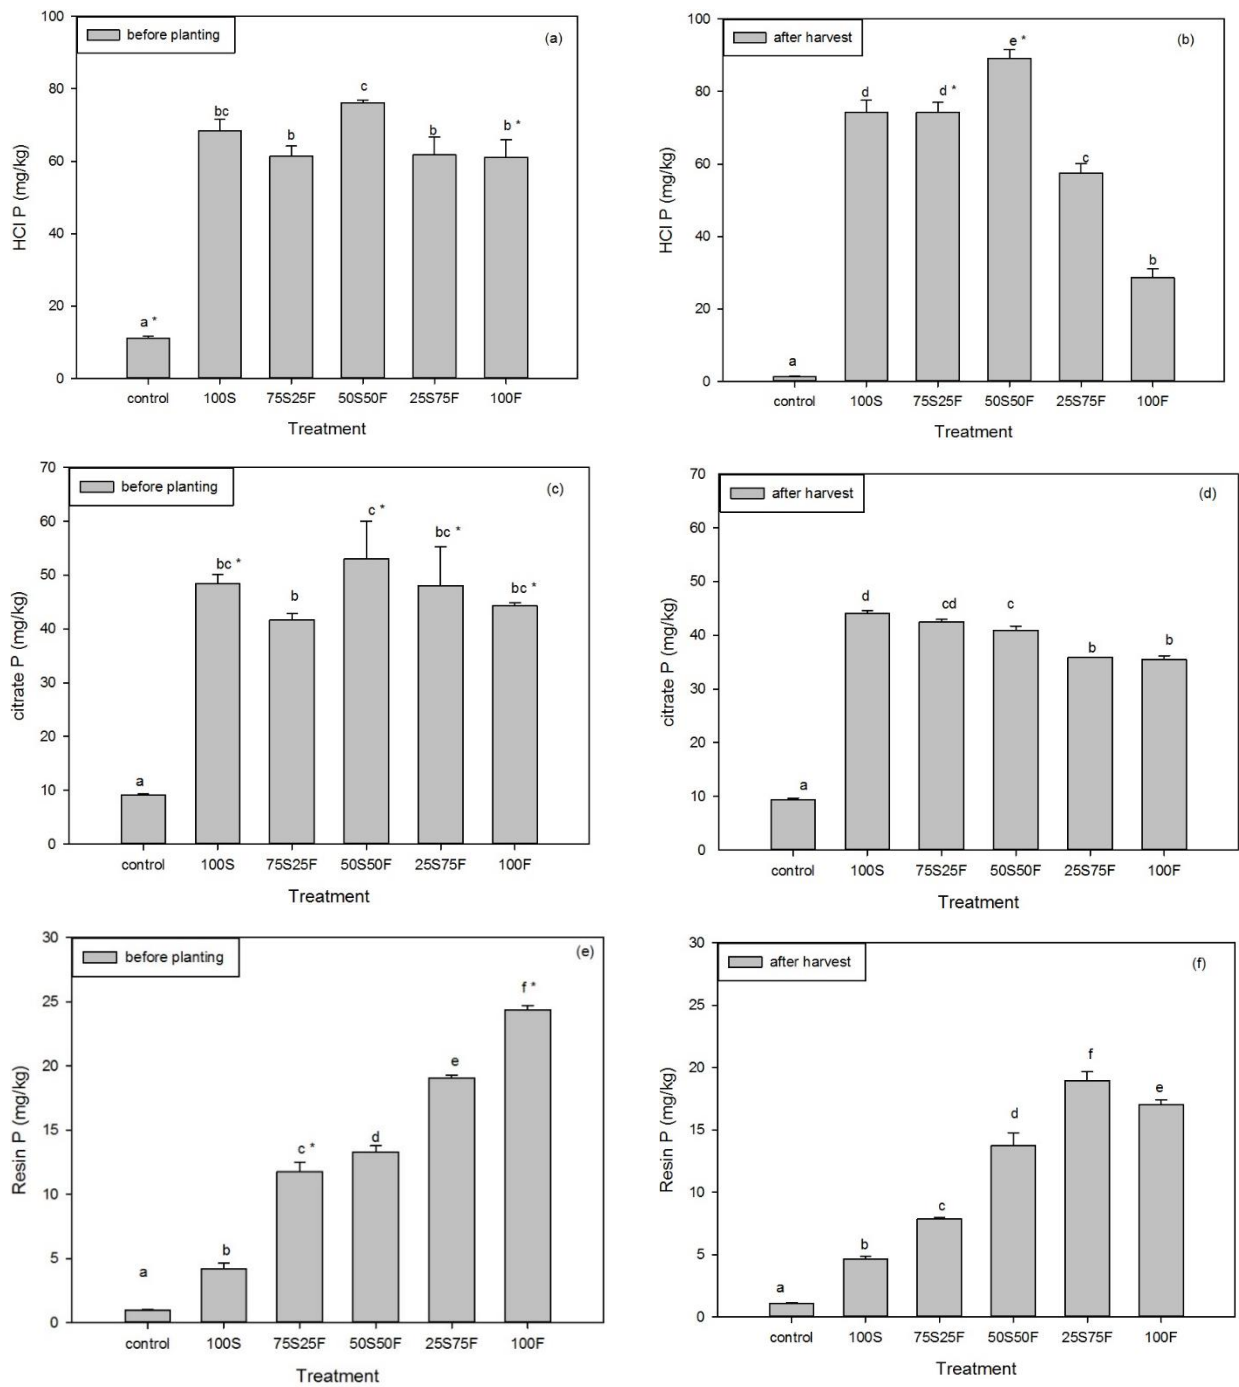 before planting
(a)
HCl P (mg/kg)
100
80
60
40
20
0
a *
bc
b
c
b
b *
control
100S
75S25F
50S50F
25S75F
100F
Treatment
after harvest
(b)
HCl P (mg/kg)
100
80
60
40
20
0
a
d
d *
e *
c
b
control
100S
75S25F
50S50F
25S75F
100F
Treatment
before planting
(c)
citrate P (mg/kg)
70
60
50
40
30
20
10
0
a
bc *
b
c *
bc *
bc *
control
100S
75S25F
50S50F
25S75F
100F
Treatment
after harvest
(d)
citrate P (mg/kg)
70
60
50
40
30
20
10
0
a
d
cd
c
b
b
control
100S
75S25F
50S50F
25S75F
100F
Treatment
before planting
(e)
Resin P (mg/kg)
30
25
20
15
10
5
0
a
b
c *
d
e
f *
control
100S
75S25F
50S50F
25S75F
100F
Treatment
after harvest
(f)
Resin P (mg/kg)
30
25
20
15
10
5
0
a
b
c
d
f
e
control
100S
75S25F
50S50F
25S75F
100F
Treatment